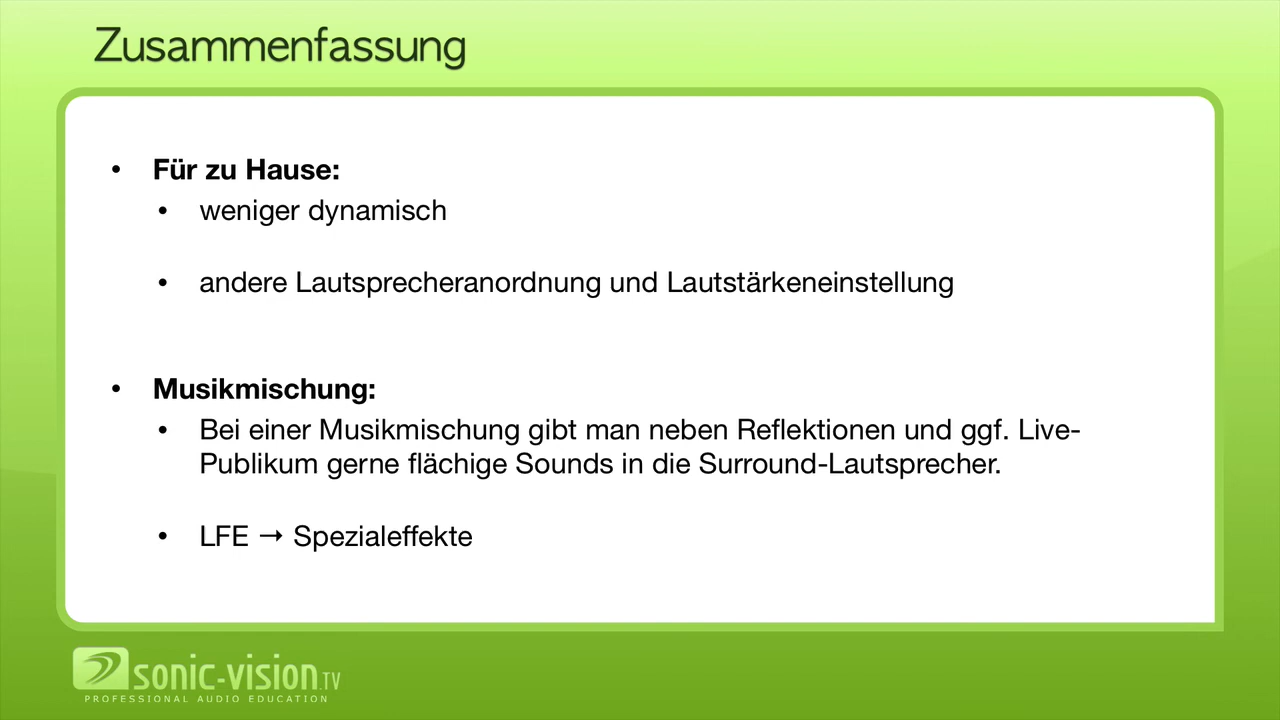 Zusammenfassung
• Für zu Hause:
• weniger dynamisch
• andere Lautsprecheranordnung und Lautstärkeneinstellung
• Musikmischung:
• Bei einer Musikmischung gibt man neben Reflektionen und ggf. Live-
Publikum gerne flächige Sounds in die Surround-Lautsprecher.
• LFE → Spezialeffekte
sonic-vision.TV
PROFESSIONAL AUDIO EDUCATION